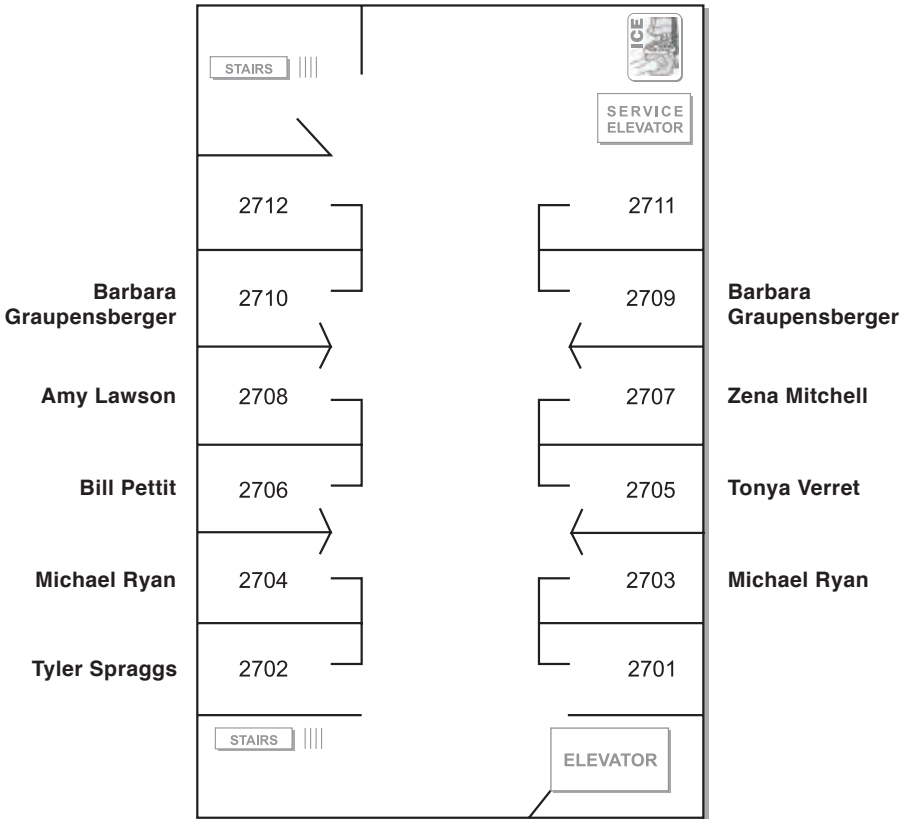 ICE
STAIRS
SERVICE
ELEVATOR
2712
2711
Barbara
Graupensberger
2710
2709
Barbara
Graupensberger
Amy Lawson
2708
2707
Zena Mitchell
Bill Pettit
2706
2705
Tonya Verret
Michael Ryan
2704
2703
Michael Ryan
Tyler Spraggs
2702
2701
STAIRS
ELEVATOR